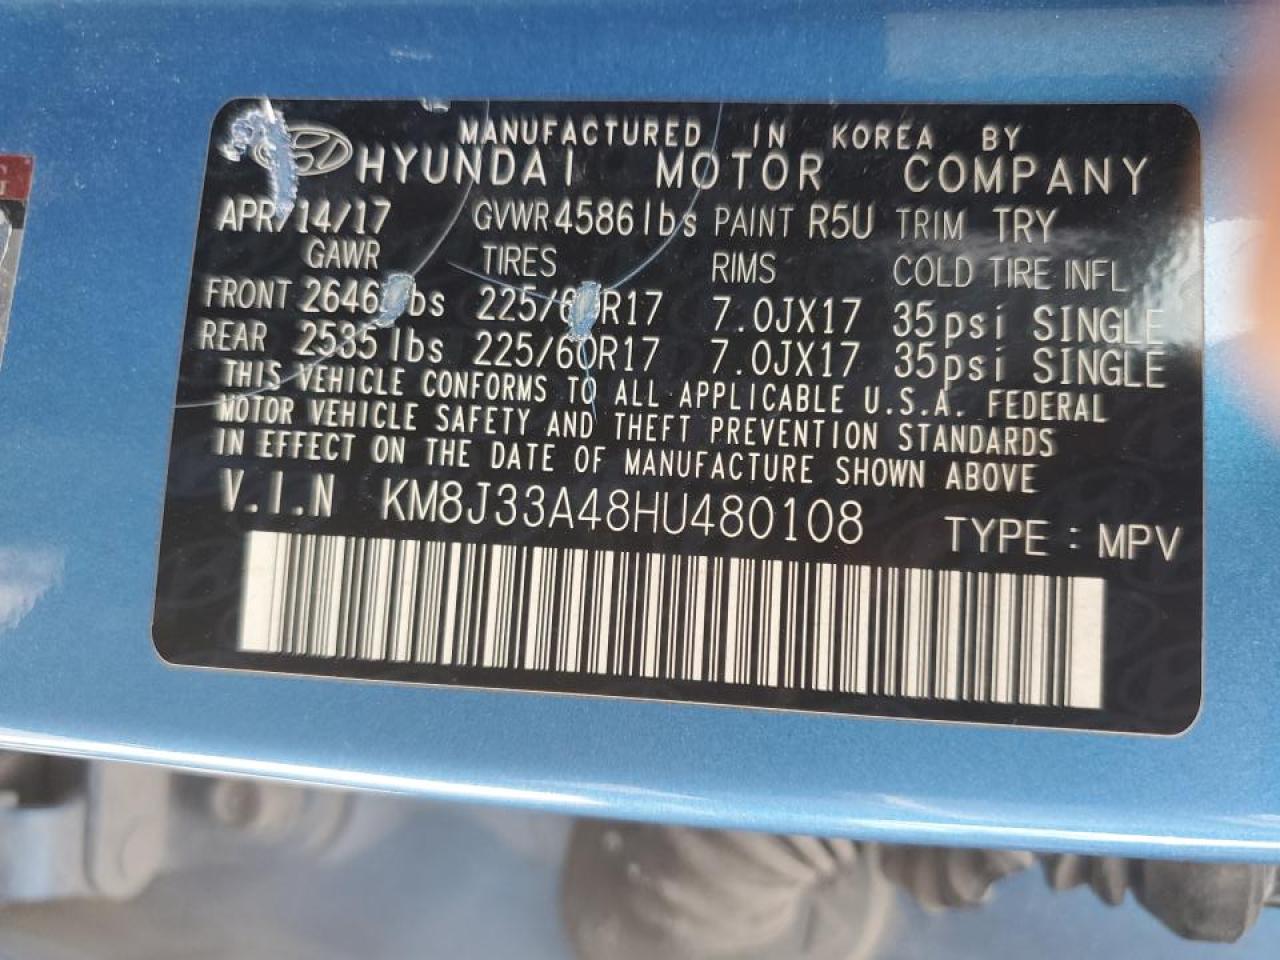 MANUFACTURED IN KOREA BY
HYUNDAI MOTOR COMPANY
APR/14/17 GVWR 4586 lbs PAINT R5U TRIM TRY
GAWR TIRES RIMS COLD TIRE INFL
FRONT lbs 225/60R17 7.0JX17 35psi SINGLE
REAR 2535 lbs 225/60R17 7.0JX17 35psi SINGLE
THIS VEHICLE CONFORMS TO ALL APPLICABLE U.S.A. FEDERAL
MOTOR VEHICLE SAFETY AND THEFT PREVENTION STANDARDS
IN EFFECT ON THE DATE OF MANUFACTURE SHOWN ABOVE
V.I.N KM8J33A48HU480108 TYPE : MPV